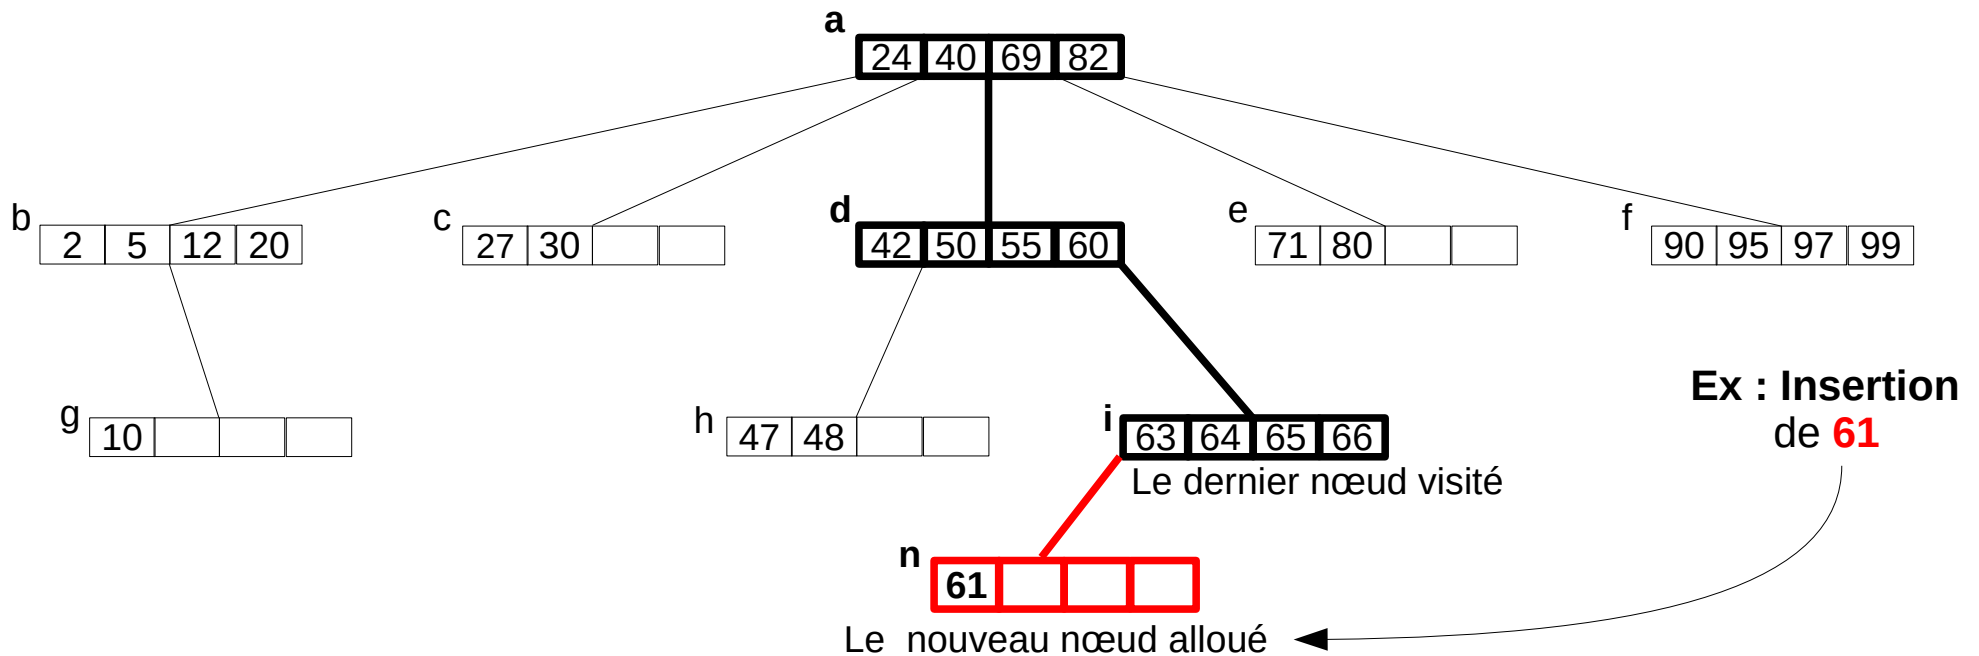 a
24 40 69 82
b
2 5 12 20
c
27 30
d
42 50 55 60
e
71 80
f
90 95 97 99
g
10
h
47 48
i
63 64 65 66
Le dernier nœud visité
Ex : Insertion
de 61
n
61
Le nouveau nœud alloué